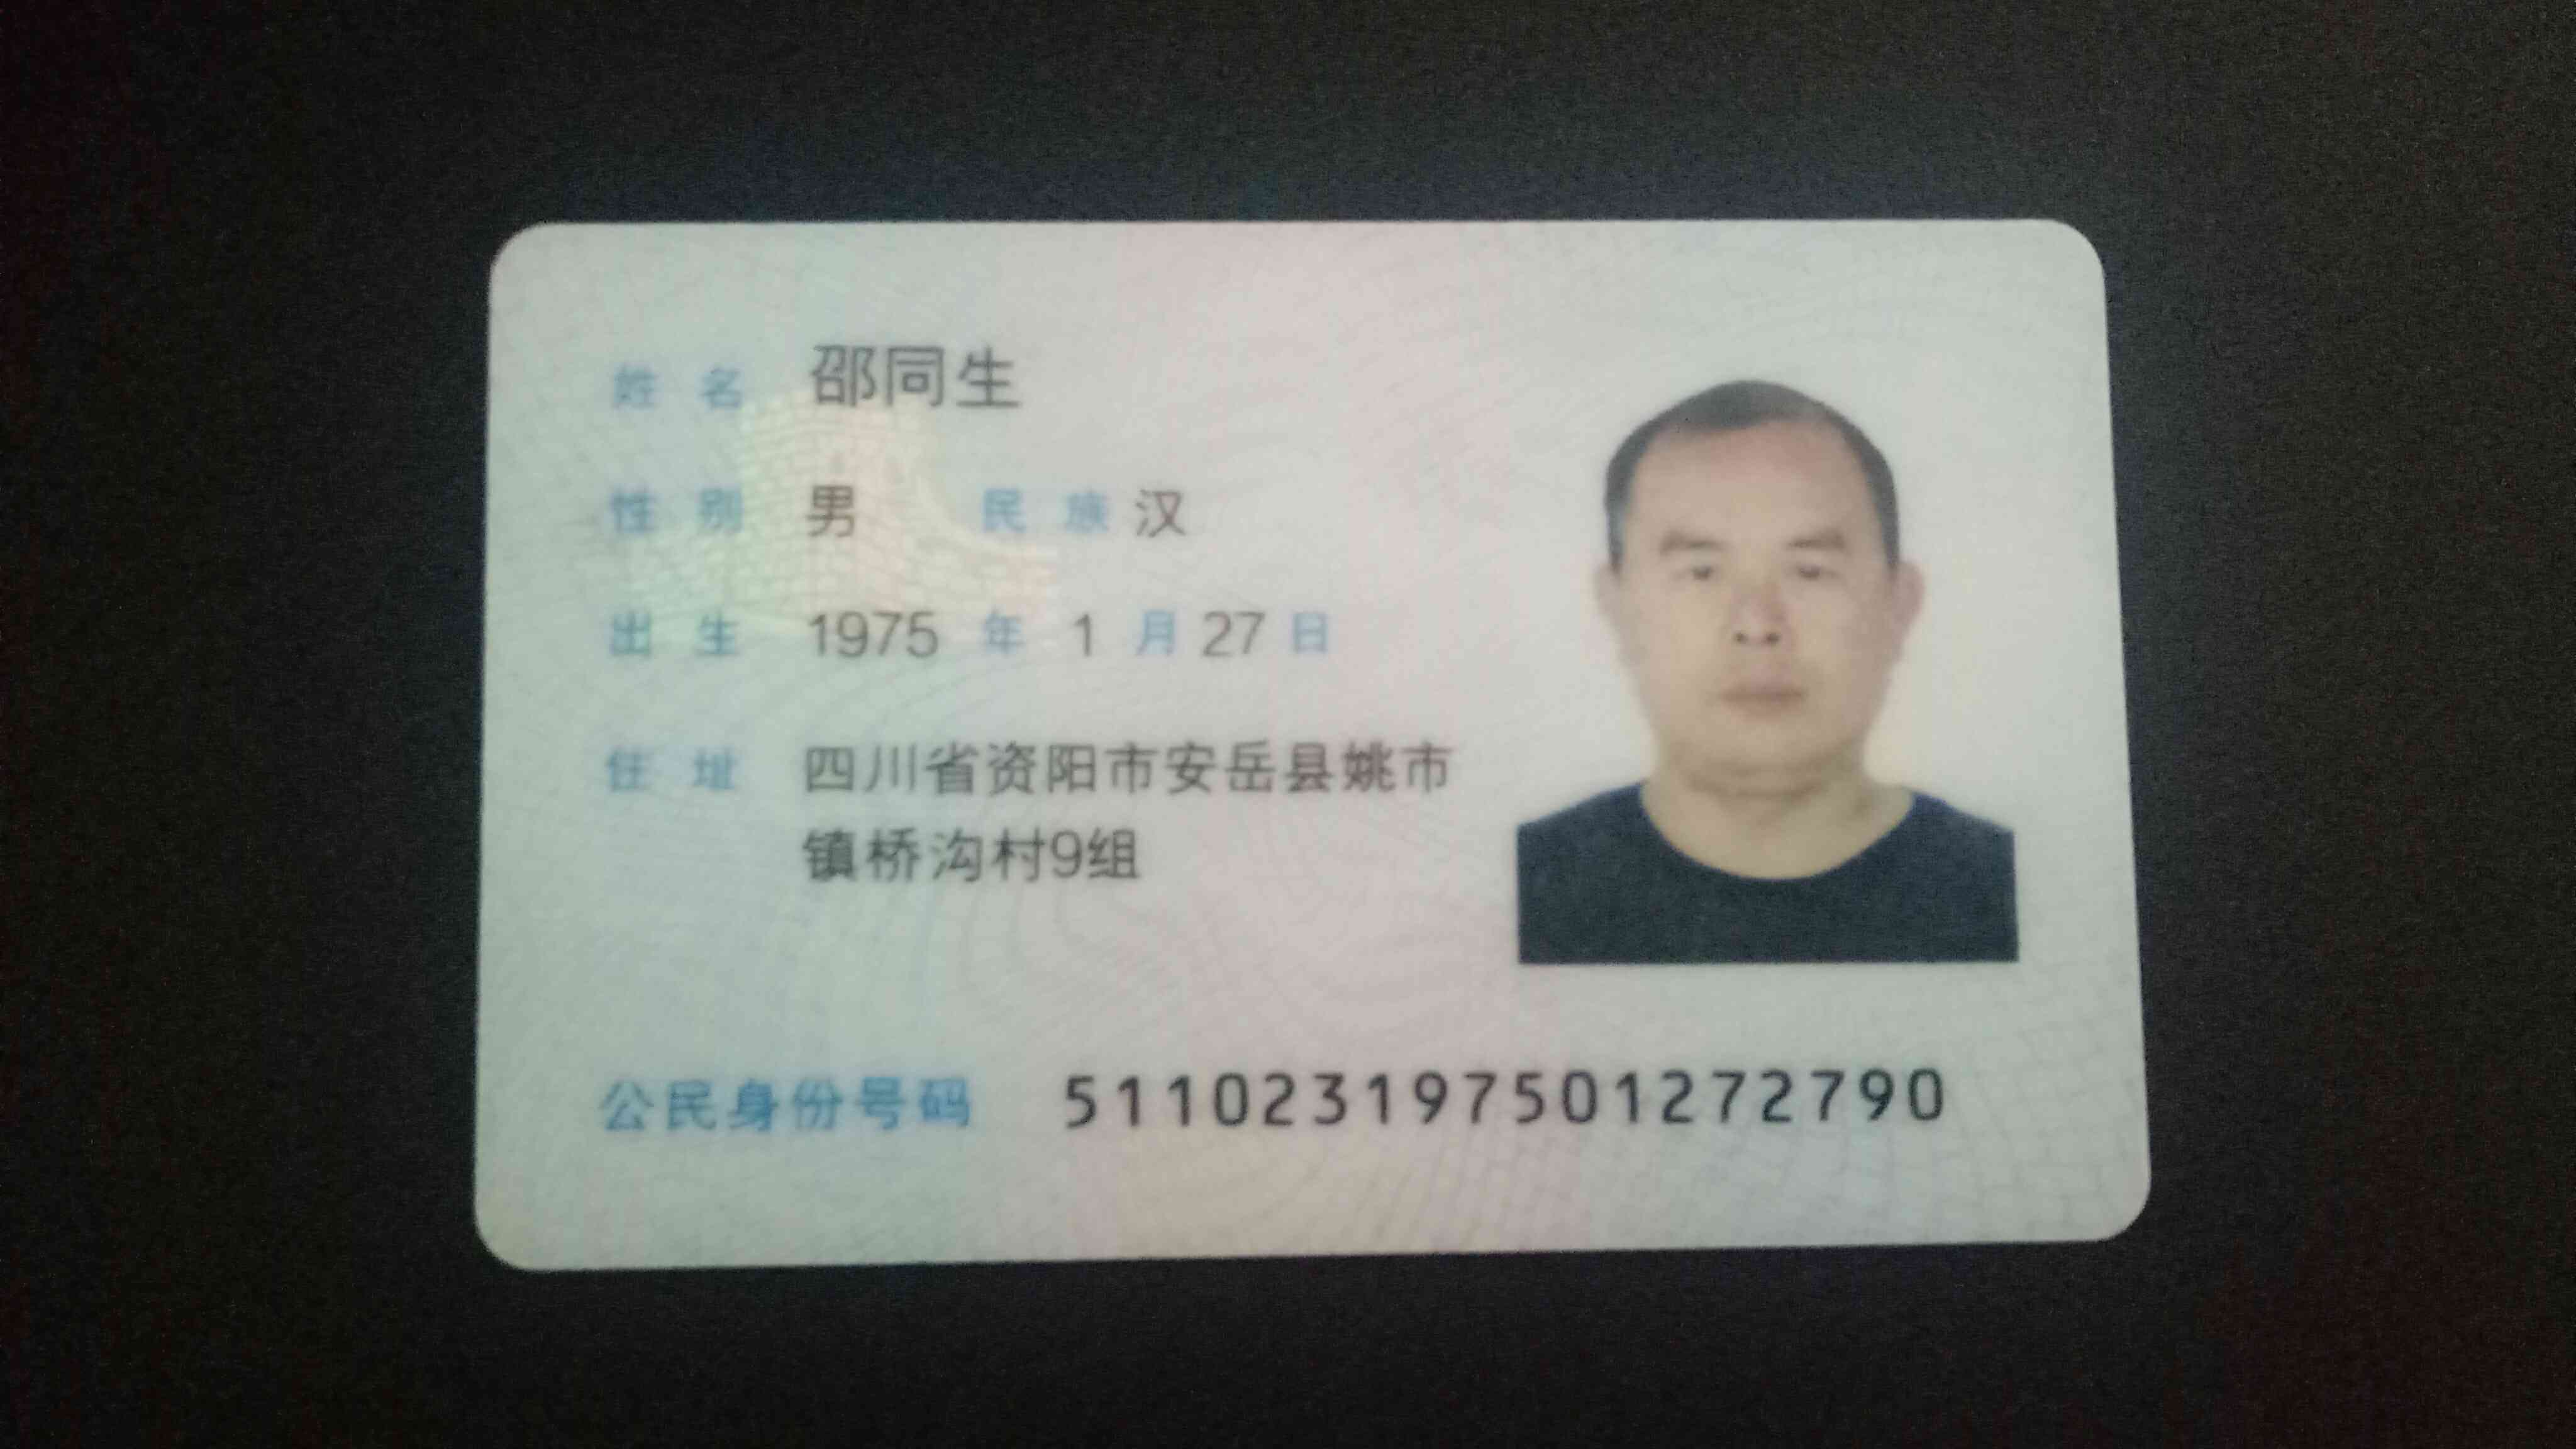 姓名 邵同生
性别 男 民族 汉
出生 1975 年 1 月 27 日
住址 四川省资阳市安岳县姚市
镇桥沟村9组
公民身份号码 511023197501272790